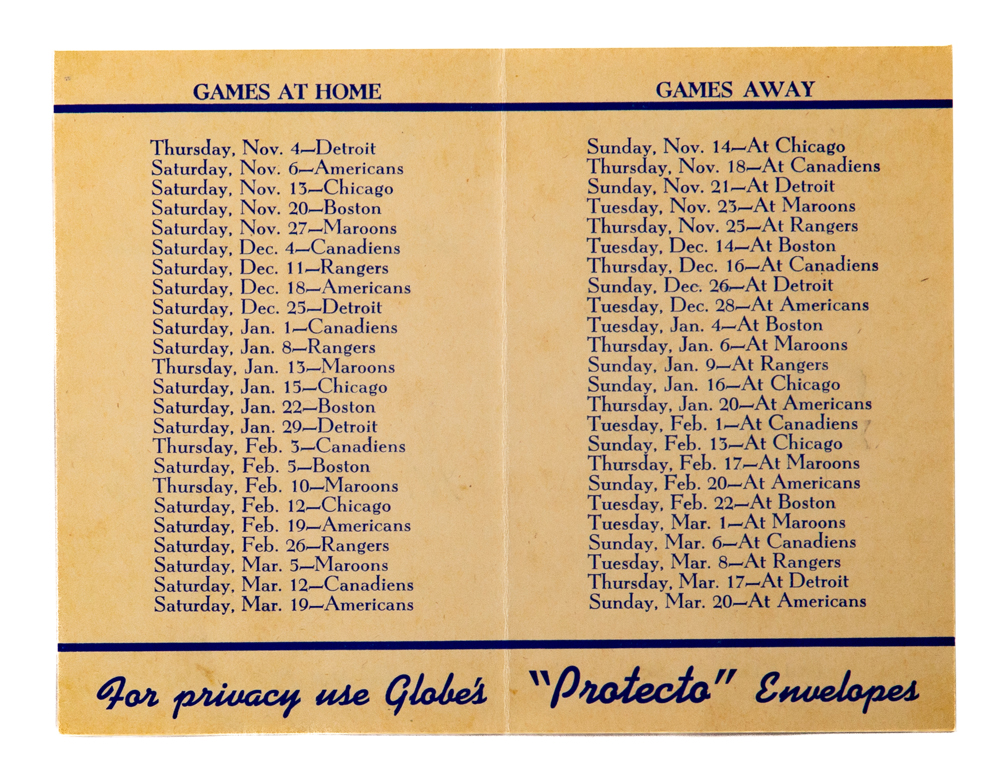 GAMES AT HOME
Thursday, Nov. 4—Detroit
Saturday, Nov. 6—Americans
Saturday, Nov. 13—Chicago
Saturday, Nov. 20—Boston
Saturday, Nov. 27—Maroons
Saturday, Dec. 4—Canadiens
Saturday, Dec. 11—Rangers
Saturday, Dec. 18—Americans
Saturday, Dec. 25—Detroit
Saturday, Jan. 1—Canadiens
Saturday, Jan. 8—Rangers
Thursday, Jan. 13—Maroons
Saturday, Jan. 15—Chicago
Saturday, Jan. 22—Boston
Saturday, Jan. 29—Detroit
Thursday, Feb. 3—Canadiens
Saturday, Feb. 5—Boston
Thursday, Feb. 10—Maroons
Saturday, Feb. 12—Chicago
Saturday, Feb. 19—Americans
Saturday, Feb. 26—Rangers
Saturday, Mar. 5—Maroons
Saturday, Mar. 12—Canadiens
Saturday, Mar. 19—Americans
GAMES AWAY
Sunday, Nov. 14—At Chicago
Thursday, Nov. 18—At Canadiens
Sunday, Nov. 21—At Detroit
Tuesday, Nov. 23—At Maroons
Thursday, Nov. 25—At Rangers
Tuesday, Dec. 14—At Boston
Thursday, Dec. 16—At Canadiens
Sunday, Dec. 26—At Detroit
Tuesday, Dec. 28—At Americans
Tuesday, Jan. 4—At Boston
Thursday, Jan. 6—At Maroons
Sunday, Jan. 9—At Rangers
Sunday, Jan. 16—At Chicago
Thursday, Jan. 20—At Americans
Tuesday, Feb. 1—At Canadiens
Sunday, Feb. 13—At Chicago
Thursday, Feb. 17—At Maroons
Sunday, Feb. 20—At Americans
Tuesday, Feb. 22—At Boston
Tuesday, Mar. 1—At Maroons
Sunday, Mar. 6—At Canadiens
Tuesday, Mar. 8—At Rangers
Thursday, Mar. 17—At Detroit
Sunday, Mar. 20—At Americans
For privacy use Globe's "Protecto" Envelopes